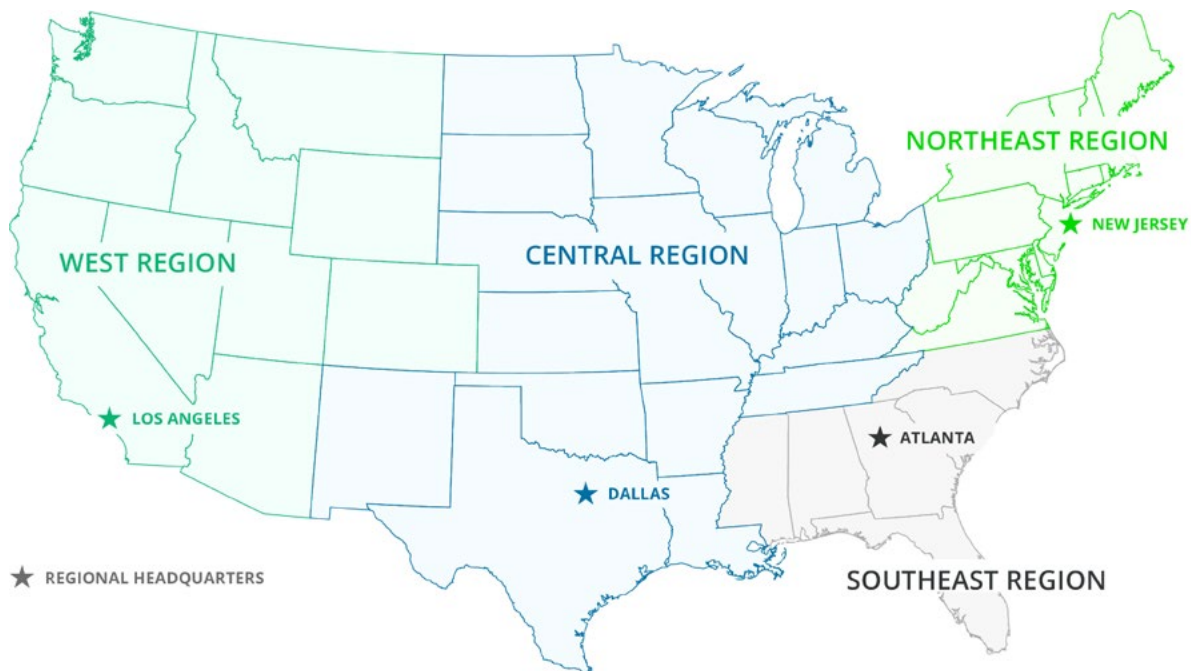 NORTHEAST REGION
NEW JERSEY
WEST REGION
CENTRAL REGION
LOS ANGELES
ATLANTA
DALLAS
REGIONAL HEADQUARTERS
SOUTHEAST REGION